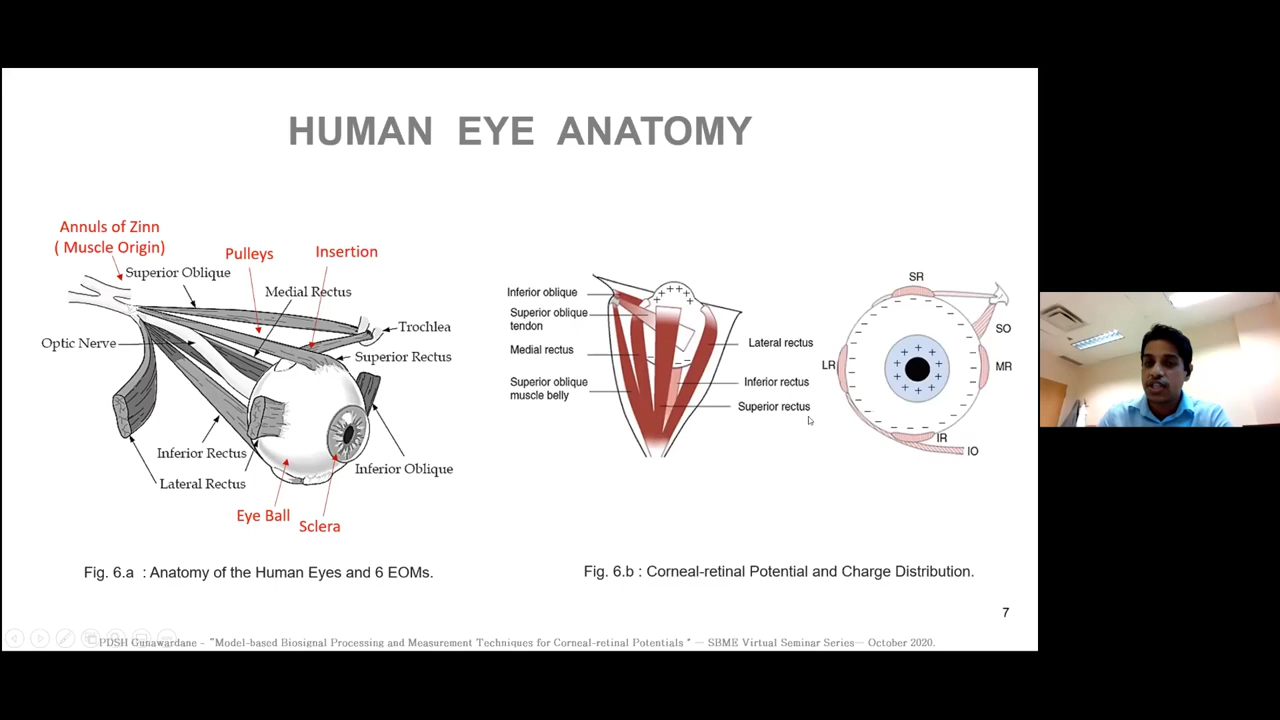 HUMAN EYE ANATOMY
Annuls of Zinn
( Muscle Origin)
Pulleys
Insertion
Superior Oblique
Medial Rectus
Optic Nerve
Trochlea
Superior Rectus
Inferior Rectus
Lateral Rectus
Inferior Oblique
Eye Ball
Sclera
Inferior oblique
Superior oblique
tendon
Medial rectus
Superior oblique
muscle belly
Lateral rectus
Inferior rectus
Superior rectus
SR
SO
LR
MR
IR
IO
Fig. 6.a : Anatomy of the Human Eyes and 6 EOMs.
Fig. 6.b : Corneal-retinal Potential and Charge Distribution.
7
PDSH Gunawardane - "Model-based Biosignal Processing and Measurement Techniques for Corneal-retinal Potentials " — SBME Virtual Seminar Series— October 2020.